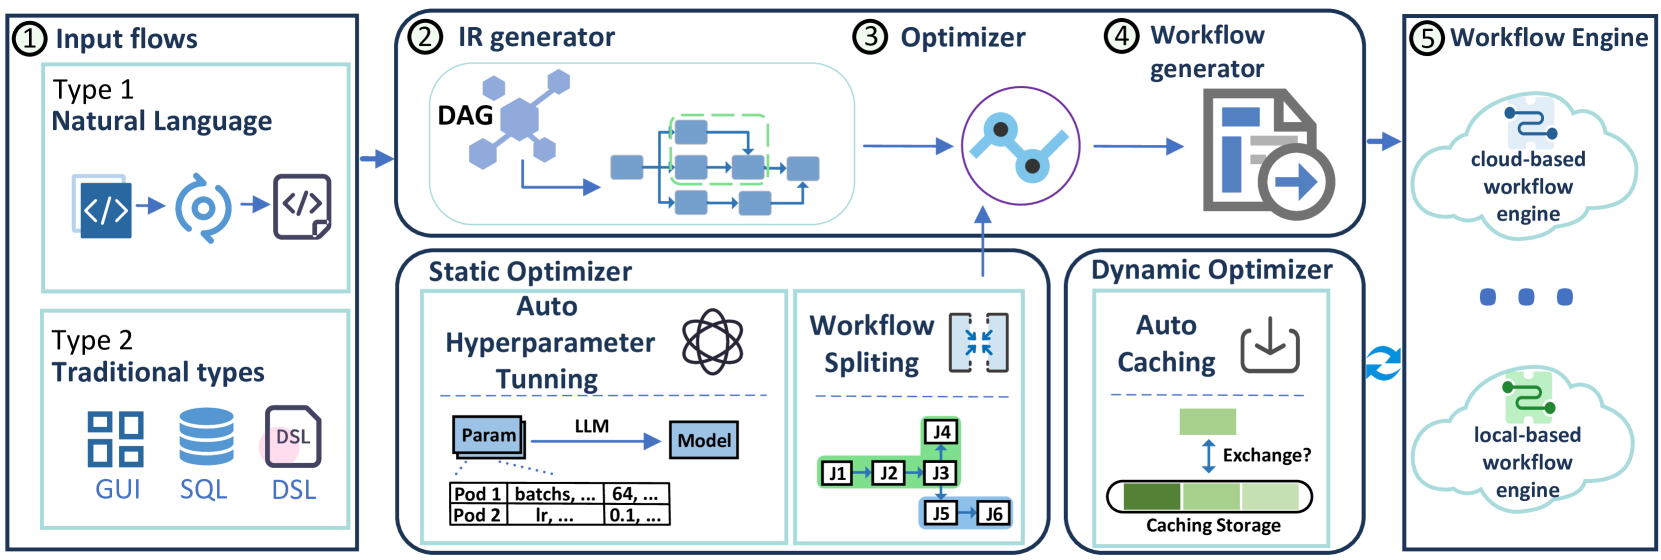 1 Input flows
Type 1
Natural Language
Type 2
Traditional types
DSL
GUI SQL DSL
2 IR generator
DAG
3 Optimizer
4 Workflow
generator
Static Optimizer
Auto
Hyperparameter
Tunning
Param
LLM
Model
Pod 1 batchs, ... 64, ...
Pod 2 lr, ... 0.1, ...
Workflow
Spliting
J4
J1 J2 J3
J5 J6
Dynamic Optimizer
Auto
Caching
Exchange?
Caching Storage
5 Workflow Engine
cloud-based
workflow
engine
local-based
workflow
engine